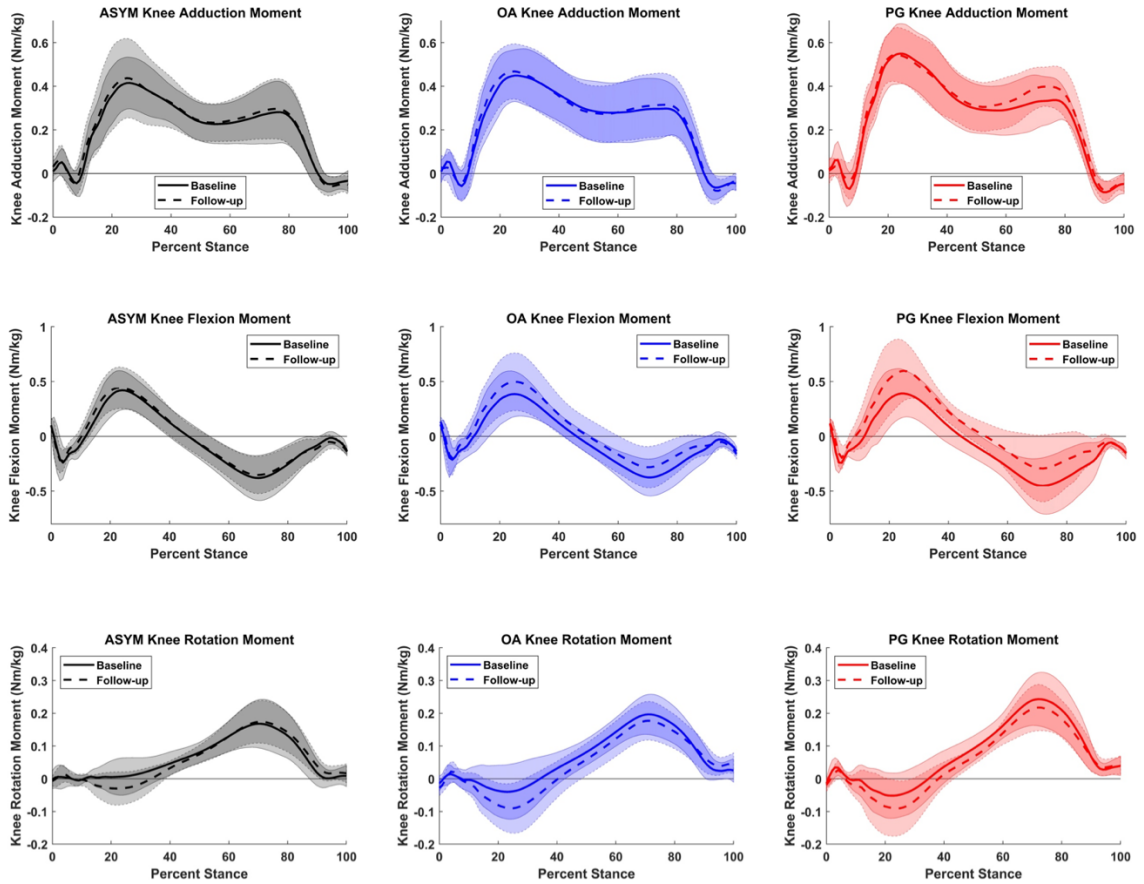 ASYM Knee Adduction Moment
Knee Adduction Moment (Nm/kg)
0.6
0.4
0.2
0
-0.2
Baseline
Follow-up
0 20 40 60 80 100
Percent Stance
OA Knee Adduction Moment
Knee Adduction Moment (Nm/kg)
0.6
0.4
0.2
0
-0.2
Baseline
Follow-up
0 20 40 60 80 100
Percent Stance
PG Knee Adduction Moment
Knee Adduction Moment (Nm/kg)
0.6
0.4
0.2
0
-0.2
Baseline
Follow-up
0 20 40 60 80 100
Percent Stance
ASYM Knee Flexion Moment
Knee Flexion Moment (Nm/kg)
1
0.5
0
-0.5
Baseline
Follow-up
0 20 40 60 80 100
Percent Stance
OA Knee Flexion Moment
Knee Flexion Moment (Nm/kg)
1
0.5
0
-0.5
Baseline
Follow-up
0 20 40 60 80 100
Percent Stance
PG Knee Flexion Moment
Knee Flexion Moment (Nm/kg)
1
0.5
0
-0.5
Baseline
Follow-up
0 20 40 60 80 100
Percent Stance
ASYM Knee Rotation Moment
Knee Rotation Moment (Nm/kg)
0.4
0.3
0.2
0.1
0
-0.1
-0.2
Baseline
Follow-up
0 20 40 60 80 100
Percent Stance
OA Knee Rotation Moment
Knee Rotation Moment (Nm/kg)
0.4
0.3
0.2
0.1
0
-0.1
-0.2
Baseline
Follow-up
0 20 40 60 80 100
Percent Stance
PG Knee Rotation Moment
Knee Rotation Moment (Nm/kg)
0.4
0.3
0.2
0.1
0
-0.1
-0.2
Baseline
Follow-up
0 20 40 60 80 100
Percent Stance